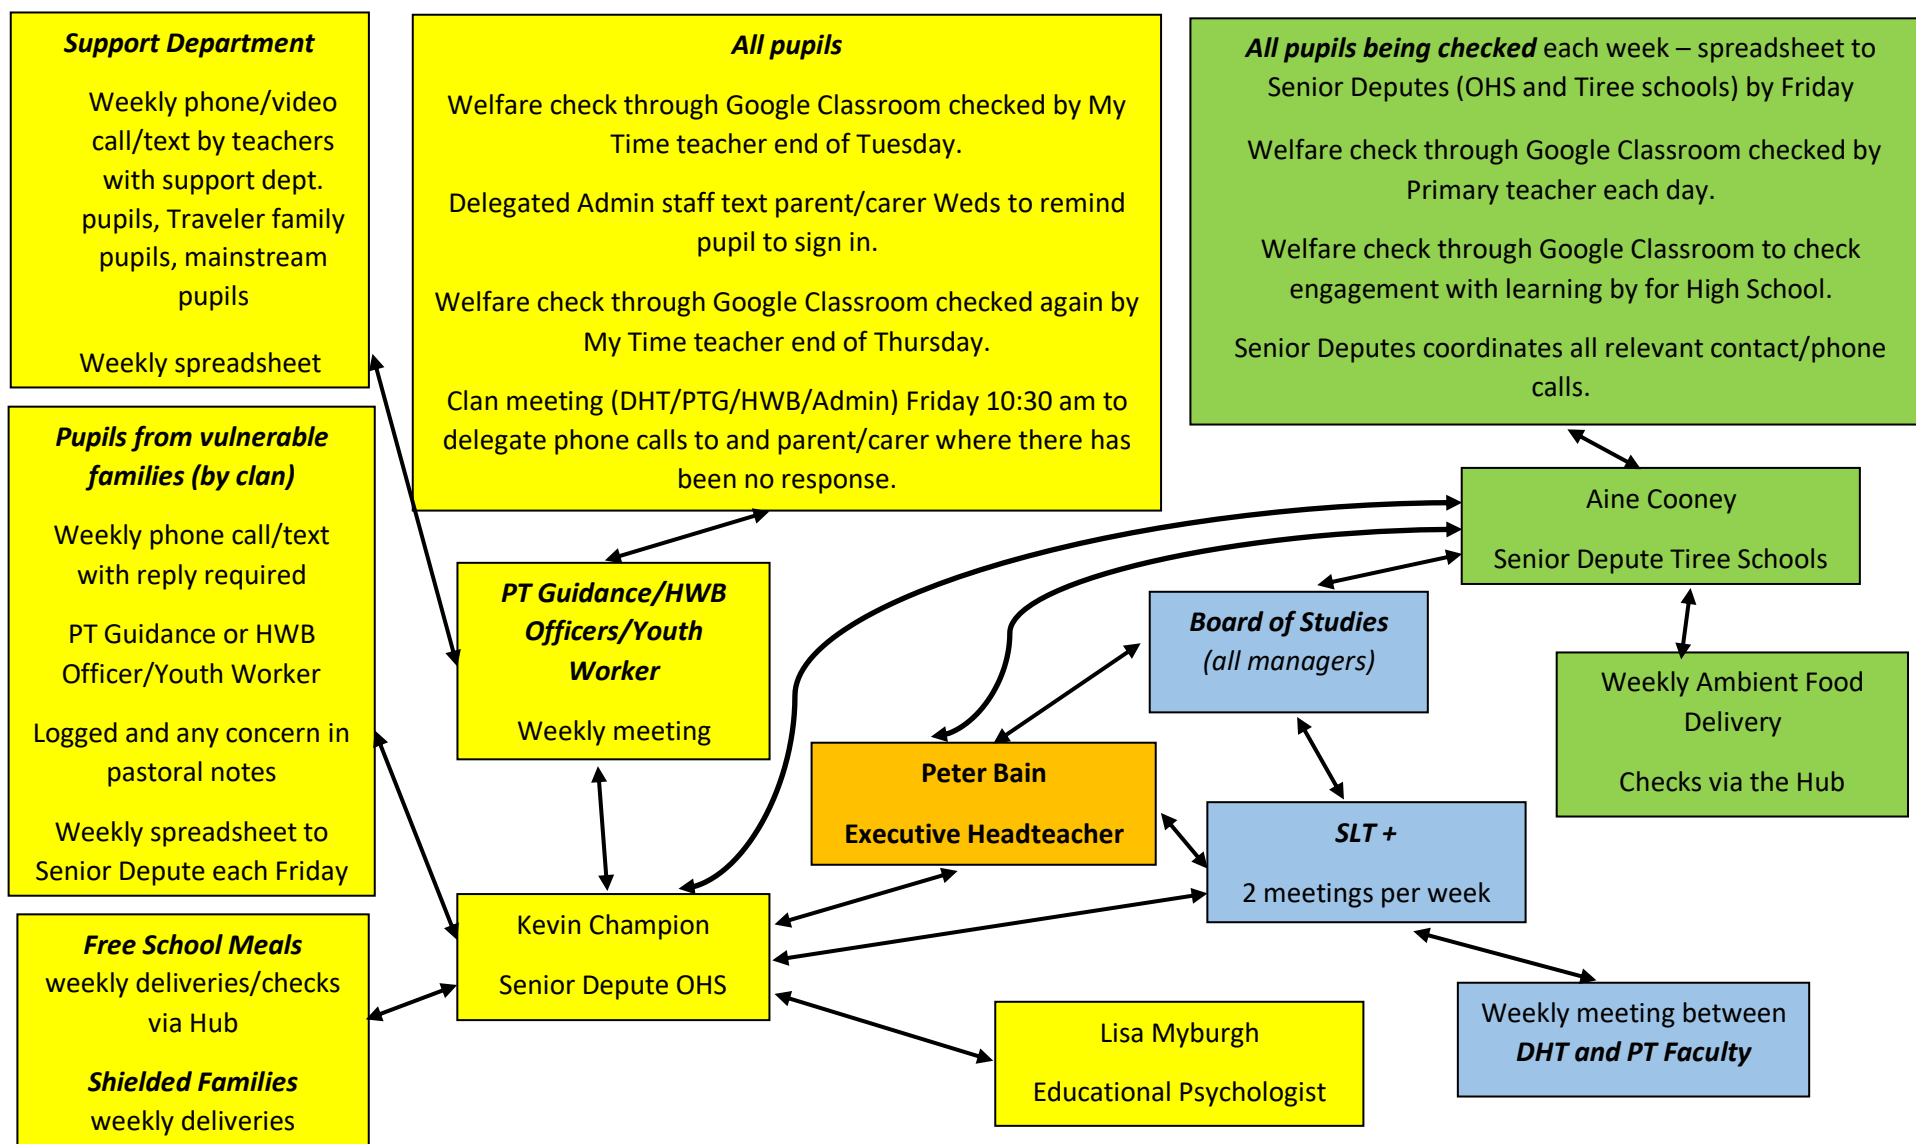 Support Department
Weekly phone/video
call/text by teachers
with support dept.
pupils, Traveler family
pupils, mainstream
pupils
Weekly spreadsheet
All pupils
Welfare check through Google Classroom checked by My
Time teacher end of Tuesday.
Delegated Admin staff text parent/carer Weds to remind
pupil to sign in.
Welfare check through Google Classroom checked again by
My Time teacher end of Thursday.
Clan meeting (DHT/PTG/HWB/Admin) Friday 10:30 am to
delegate phone calls to and parent/carer where there has
been no response.
All pupils being checked each week – spreadsheet to
Senior Deputes (OHS and Tiree schools) by Friday
Welfare check through Google Classroom checked by
Primary teacher each day.
Welfare check through Google Classroom to check
engagement with learning by for High School.
Senior Deputes coordinates all relevant contact/phone
calls.
Pupils from vulnerable
families (by clan)
Weekly phone call/text
with reply required
PT Guidance or HWB
Officer/Youth Worker
Logged and any concern in
pastoral notes
Weekly spreadsheet to
Senior Depute each Friday
PT Guidance/HWB
Officers/Youth
Worker
Weekly meeting
Aine Cooney
Senior Depute Tiree Schools
Board of Studies
(all managers)
Weekly Ambient Food
Delivery
Checks via the Hub
Peter Bain
Executive Headteacher
SLT +
2 meetings per week
Kevin Champion
Senior Depute OHS
Free School Meals
weekly deliveries/checks
via Hub
Shielded Families
weekly deliveries
Lisa Myburgh
Educational Psychologist
Weekly meeting between
DHT and PT Faculty